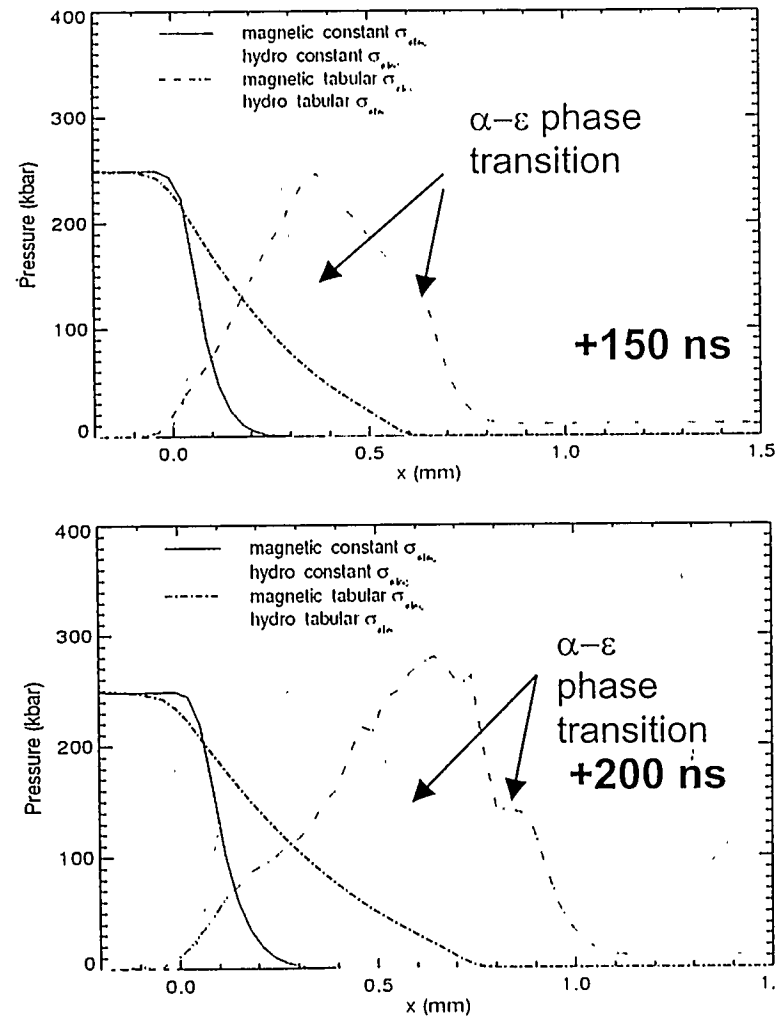 400
300
200
100
0
Pressure (kbar)
magnetic constant σ
hydro constant σ
magnetic tabular σ
hydro tabular σ
α–ε phase
transition
+150 ns
0.0 0.5 1.0 1.5
x (mm)
400
300
200
100
0
Pressure (kbar)
magnetic constant σ
hydro constant σ
magnetic tabular σ
hydro tabular σ
α–ε
phase
transition
+200 ns
0.0 0.5 1.0 1.
x (mm)